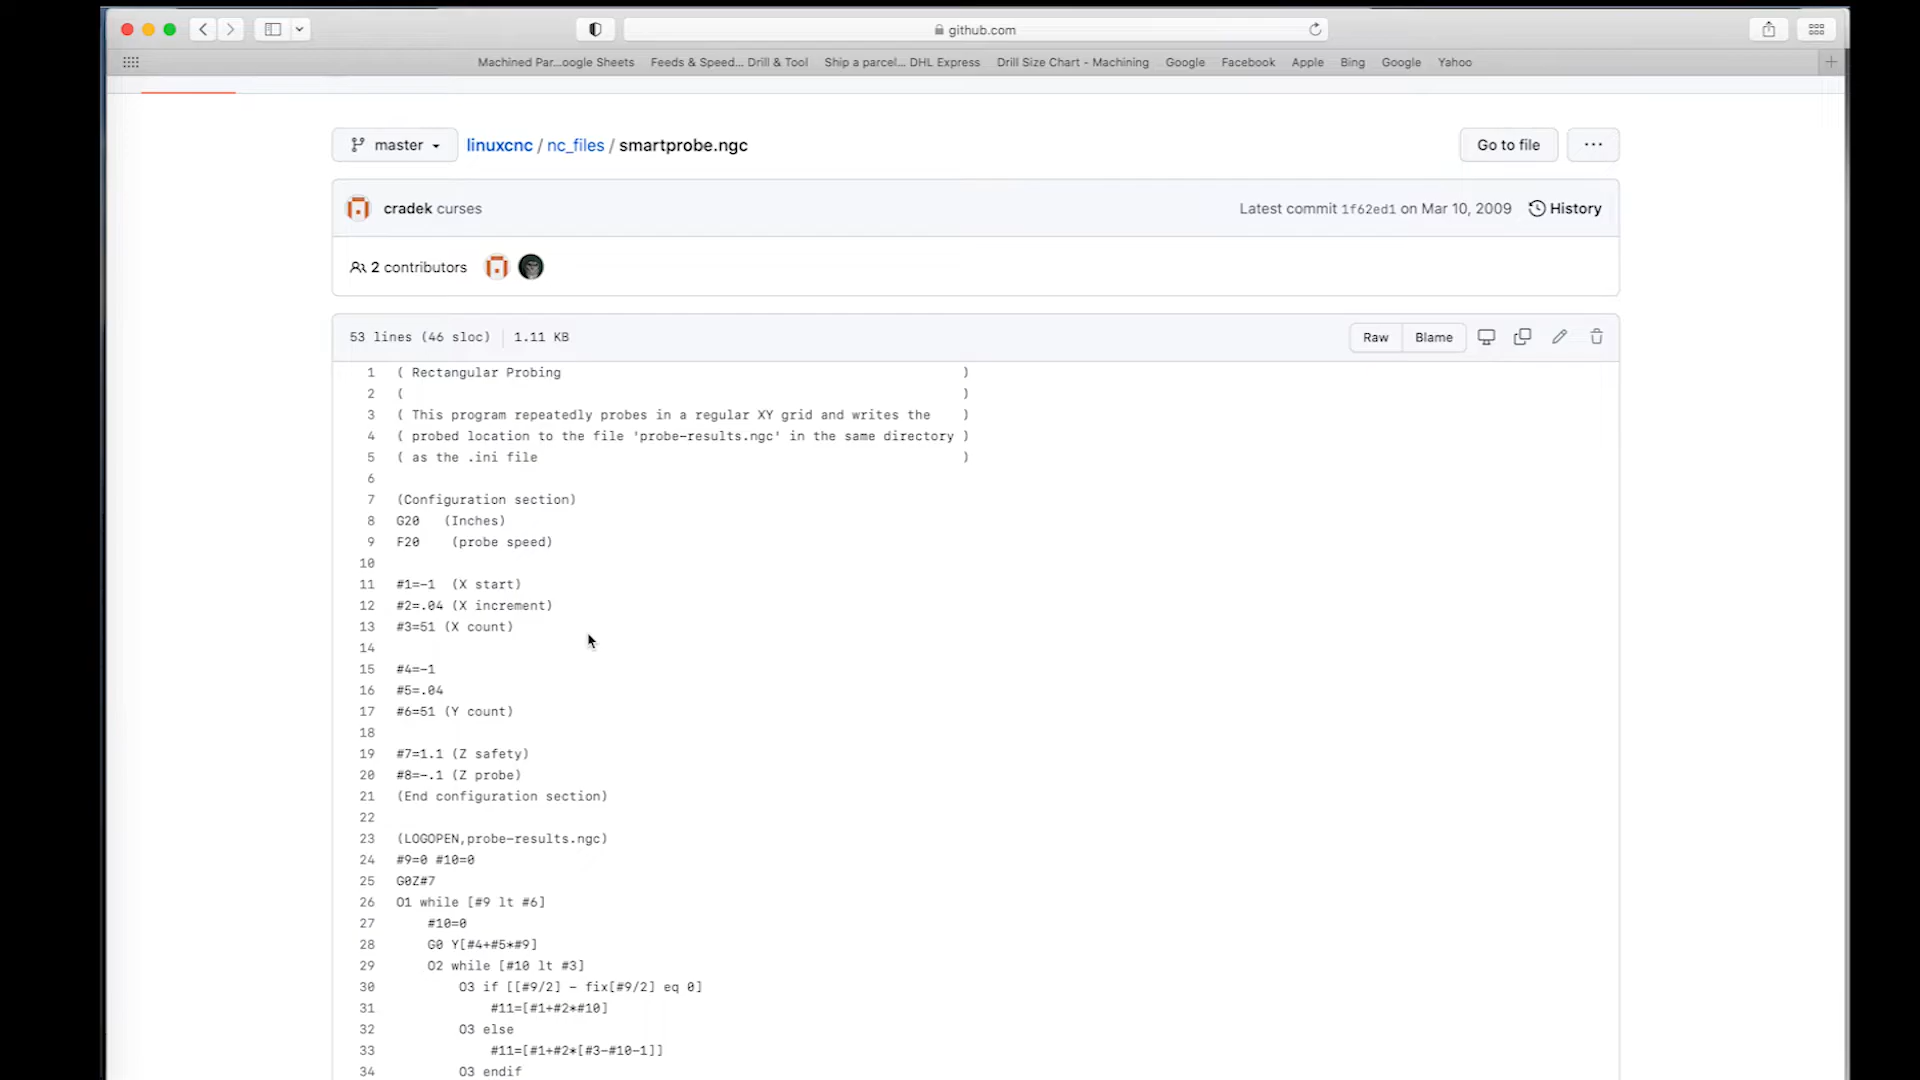 github.com
Machined Par...oogle Sheets Feeds & Speed... Drill & Tool Ship a parcel... DHL Express Drill Size Chart - Machining Google Facebook Apple Bing Google Yahoo
master linuxcnc / nc_files / smartprobe.ngc Go to file ...
cradek curses Latest commit 1f62ed1 on Mar 10, 2009 History
2 contributors
53 lines (46 sloc) 1.11 KB Raw Blame
1 ( Rectangular Probing )
2 ( )
3 ( This program repeatedly probes in a regular XY grid and writes the )
4 ( probed location to the file 'probe-results.ngc' in the same directory )
5 ( as the .ini file )
6
7 (Configuration section)
8 G20 (Inches)
9 F20 (probe speed)
10
11 #1=-1 (X start)
12 #2=.04 (X increment)
13 #3=51 (X count)
14
15 #4=-1
16 #5=.04
17 #6=51 (Y count)
18
19 #7=1.1 (Z safety)
20 #8=-.1 (Z probe)
21 (End configuration section)
22
23 (LOGOPEN,probe-results.ngc)
24 #9=0 #10=0
25 G0Z#7
26 O1 while [#9 lt #6]
27 #10=0
28 G0 Y[#4+#5*#9]
29 O2 while [#10 lt #3]
30 O3 if [[#9/2] - fix[#9/2] eq 0]
31 #11=[#1+#2*#10]
32 O3 else
33 #11=[#1+#2*[#3-#10-1]]
34 O3 endif